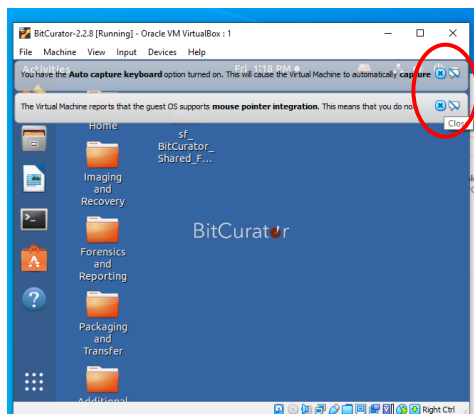 BitCurator-2.2.8 [Running] - Oracle VM VirtualBox : 1
File Machine View Input Devices Help
Activities Fri 1:18 PM
You have the Auto capture keyboard option turned on. This will cause the Virtual Machine to automatically capture
The Virtual Machine reports that the guest OS supports mouse pointer integration. This means that you do no
Clos
Home
sf_
BitCurator_
Shared_F...
Imaging
and
Recovery
BitCurator
Forensics
and
Reporting
Packaging
and
Transfer
Additional
Right Ctrl